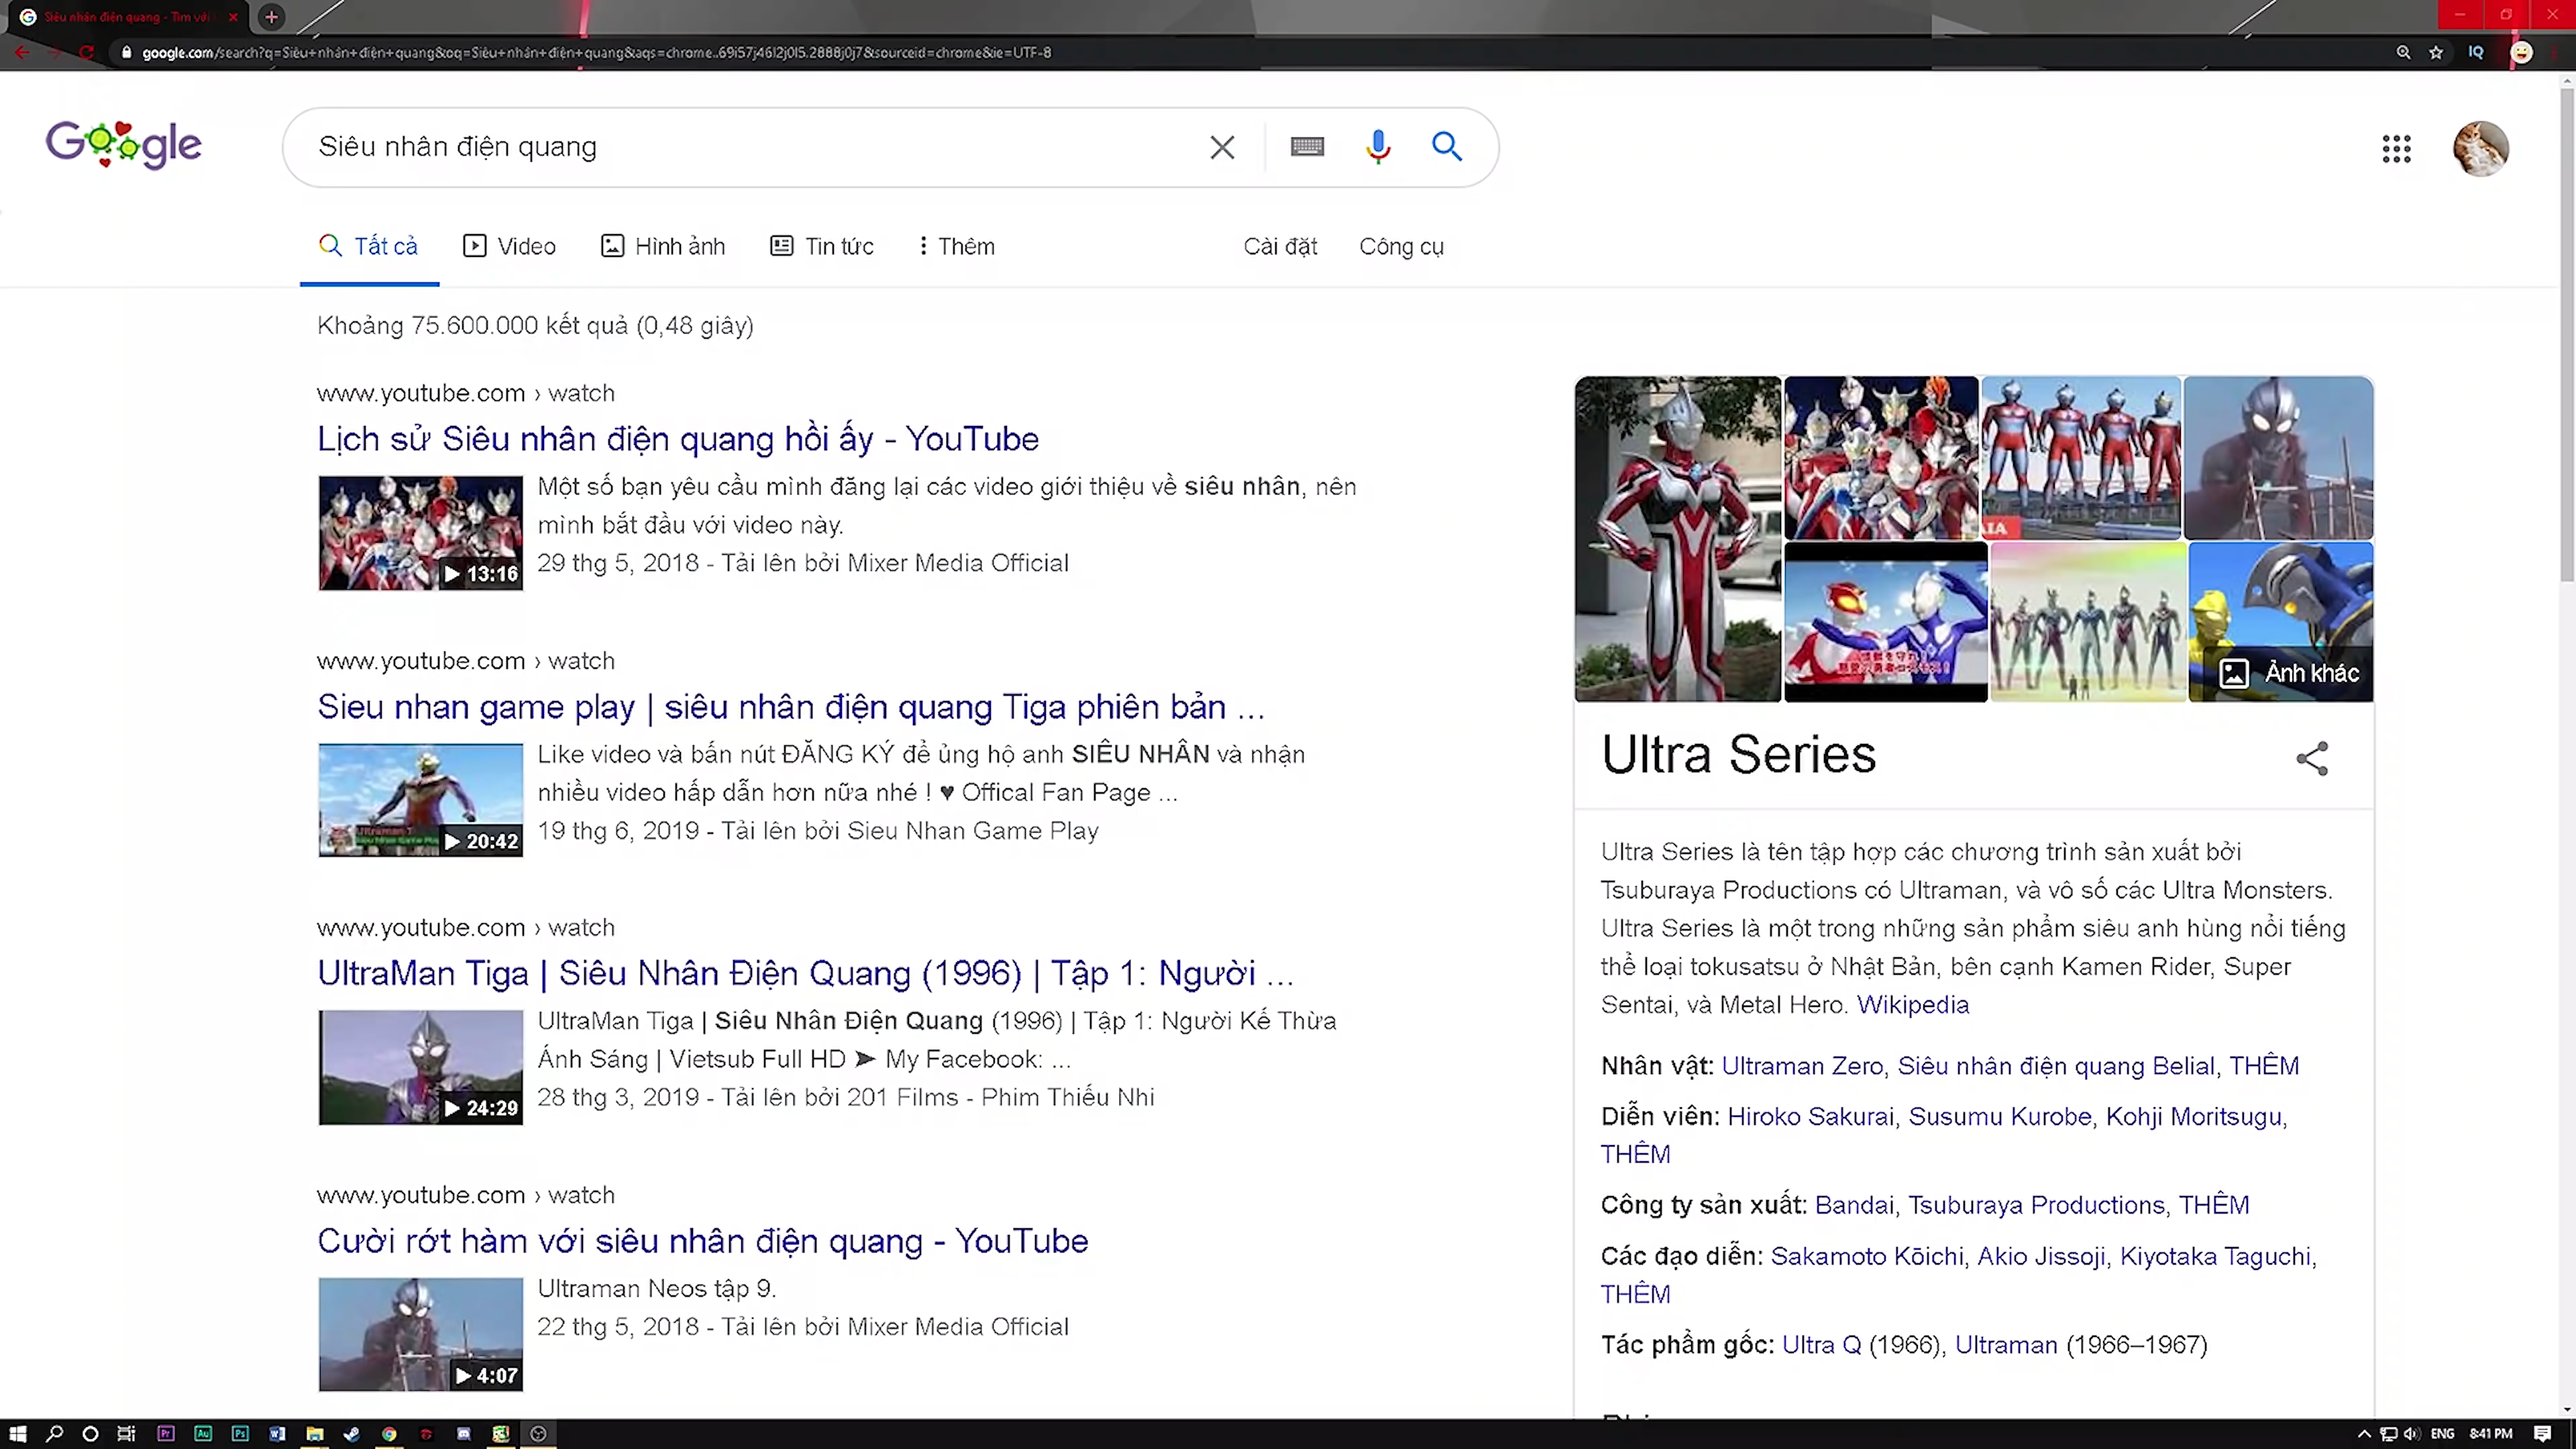 Siêu nhân điện quang - Tìm với
google.com/search?q=Siêu+nhân+điện+quang&oq=Siêu+nhân+điện+quang&aqs=chrome..69i57j46l2j0l5.2888j0j7&sourceid=chrome&ie=UTF-8
IQ
Google
Siêu nhân điện quang
Tất cả Video Hình ảnh Tin tức Thêm Cài đặt Công cụ
Khoảng 75.600.000 kết quả (0,48 giây)
www.youtube.com › watch
Lịch sử Siêu nhân điện quang hồi ấy - YouTube
Một số bạn yêu cầu mình đăng lại các video giới thiệu về siêu nhân, nên
mình bắt đầu với video này.
13:16
29 thg 5, 2018 - Tải lên bởi Mixer Media Official
www.youtube.com › watch
Sieu nhan game play | siêu nhân điện quang Tiga phiên bản ...
Like video và bấn nút ĐĂNG KÝ để ủng hộ anh SIÊU NHÂN và nhận
nhiều video hấp dẫn hơn nữa nhé ! ♥ Offical Fan Page ...
20:42
19 thg 6, 2019 - Tải lên bởi Sieu Nhan Game Play
www.youtube.com › watch
UltraMan Tiga | Siêu Nhân Điện Quang (1996) | Tập 1: Người ...
UltraMan Tiga | Siêu Nhân Điện Quang (1996) | Tập 1: Người Kế Thừa
Ánh Sáng | Vietsub Full HD ➤ My Facebook: ...
24:29
28 thg 3, 2019 - Tải lên bởi 201 Films - Phim Thiếu Nhi
www.youtube.com › watch
Cười rớt hàm với siêu nhân điện quang - YouTube
Ultraman Neos tập 9.
22 thg 5, 2018 - Tải lên bởi Mixer Media Official
4:07
Ảnh khác
Ultra Series
Ultra Series là tên tập hợp các chương trình sản xuất bởi
Tsuburaya Productions có Ultraman, và vô số các Ultra Monsters.
Ultra Series là một trong những sản phẩm siêu anh hùng nổi tiếng
thể loại tokusatsu ở Nhật Bản, bên cạnh Kamen Rider, Super
Sentai, và Metal Hero. Wikipedia
Nhân vật: Ultraman Zero, Siêu nhân điện quang Belial, THÊM
Diễn viên: Hiroko Sakurai, Susumu Kurobe, Kohji Moritsugu,
THÊM
Công ty sản xuất: Bandai, Tsuburaya Productions, THÊM
Các đạo diễn: Sakamoto Kōichi, Akio Jissoji, Kiyotaka Taguchi,
THÊM
Tác phẩm gốc: Ultra Q (1966), Ultraman (1966–1967)
Pr Au Ps
ENG 8:41 PM